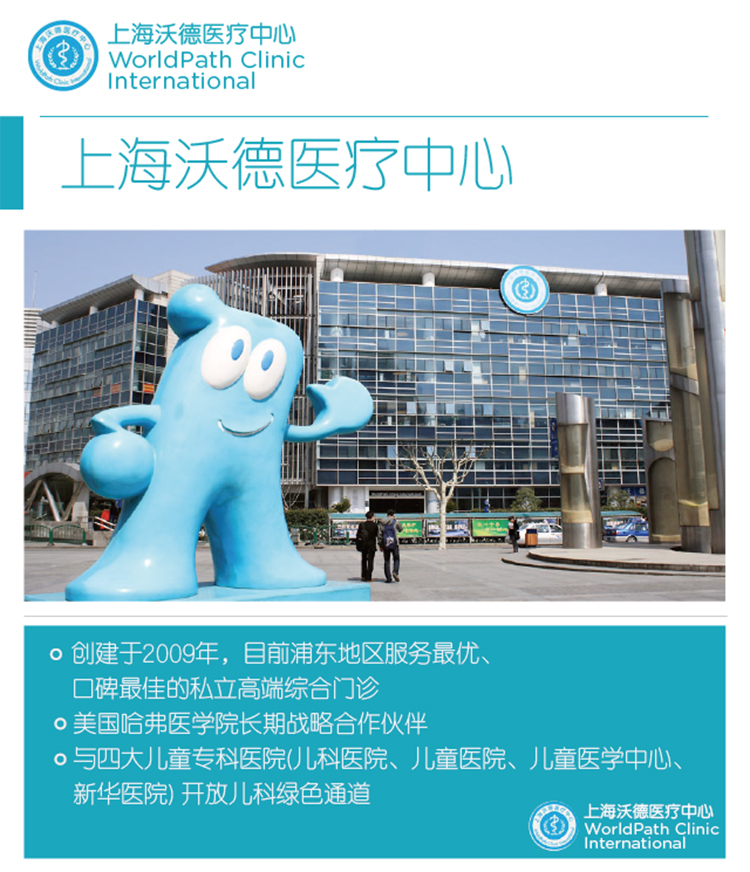 上海沃德医疗中心
WorldPath Clinic
International
上海沃德医疗中心
创建于2009年，目前浦东地区服务最优、
口碑最佳的私立高端综合门诊
美国哈弗医学院长期战略合作伙伴
与四大儿童专科医院(儿科医院、儿童医院、儿童医学中心、
新华医院) 开放儿科绿色通道
上海沃德医疗中心
WorldPath Clinic
International